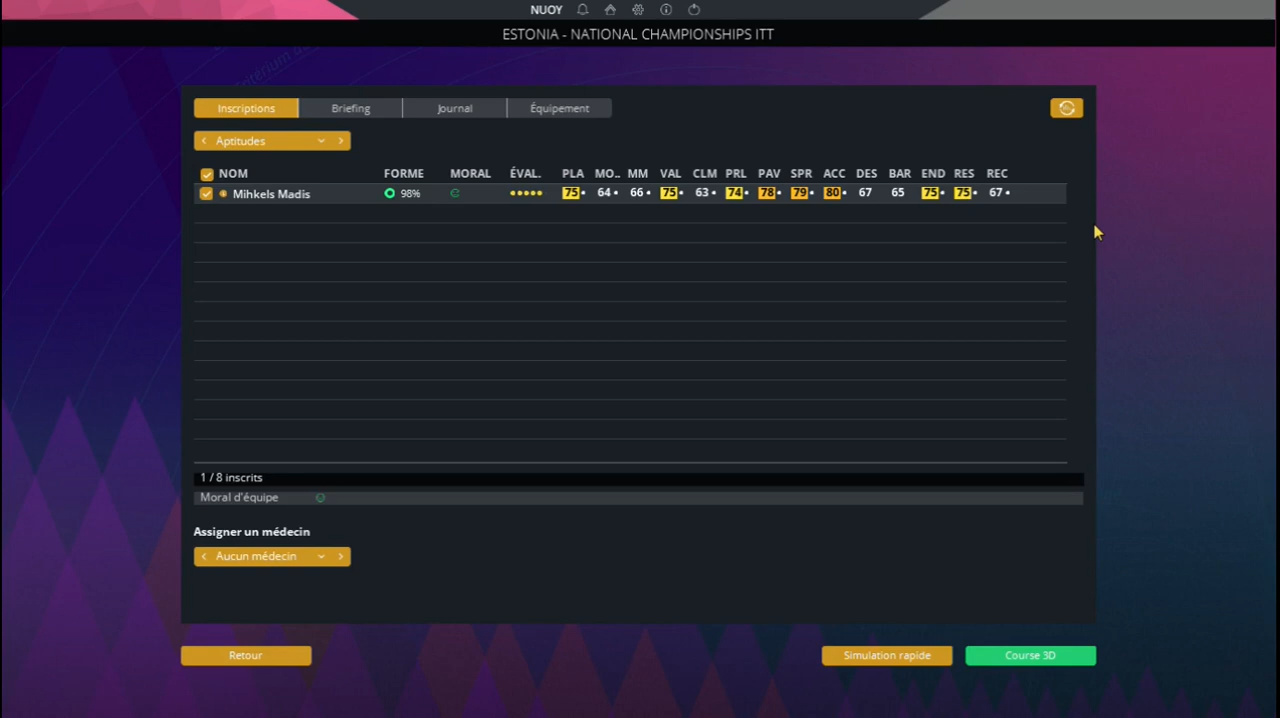 NUOY
ESTONIA - NATIONAL CHAMPIONSHIPS ITT
Inscriptions Briefing Journal Équipement
Aptitudes
NOM FORME MORAL ÉVAL. PLA MO.. MM VAL CLM PRL PAV SPR ACC DES BAR END RES REC
Mihkels Madis 98% 75 64 66 75 63 74 78 79 80 67 65 75 75 67
1 / 8 inscrits
Moral d'équipe
Assigner un médecin
Aucun médecin
Retour Simulation rapide Course 3D